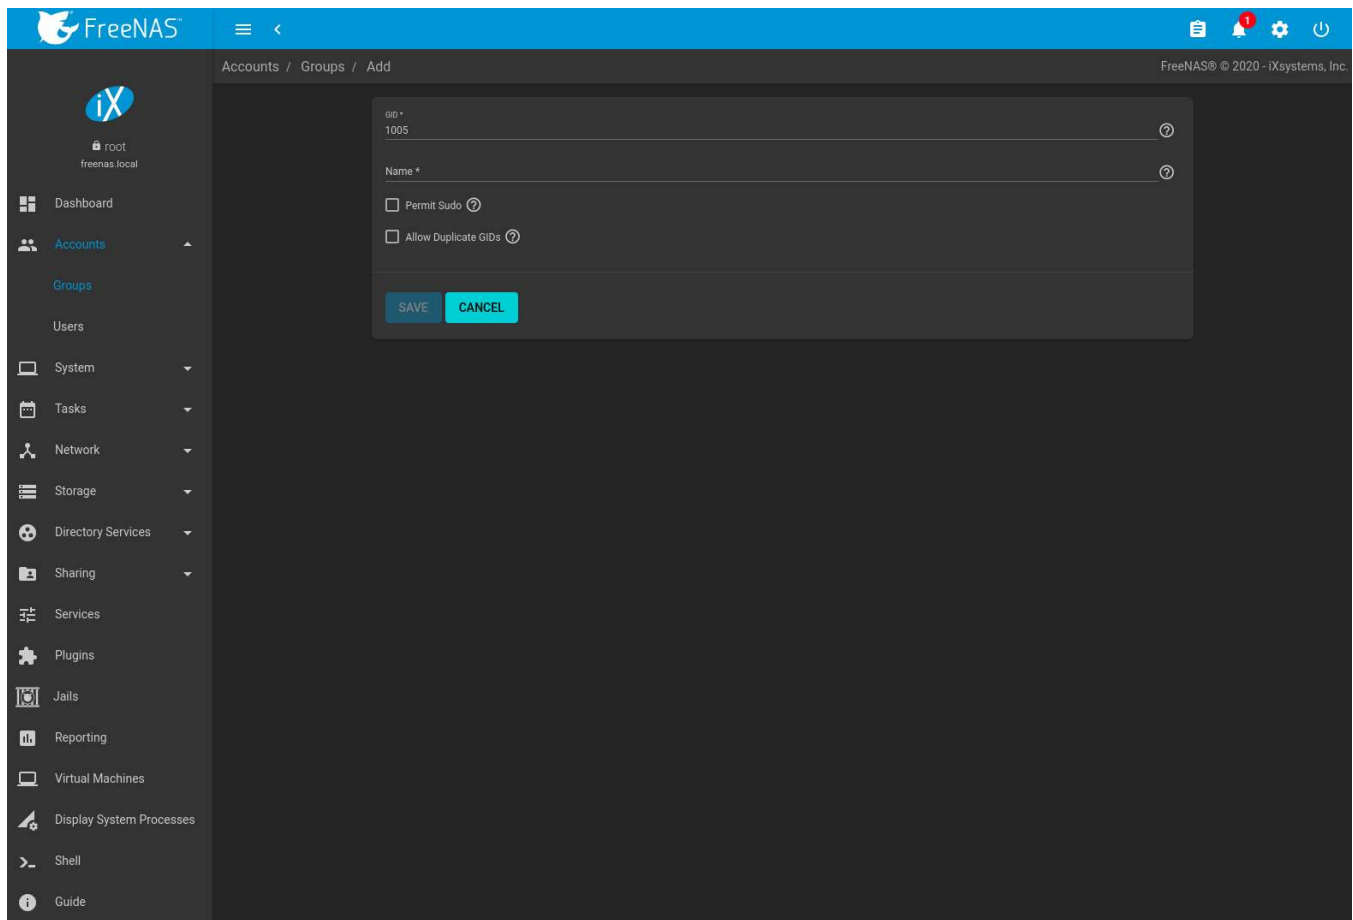 FreeNAS
1
Accounts / Groups / Add
FreeNAS® © 2020 - iXsystems, Inc.
iX
root
freenas.local
Dashboard
Accounts
Groups
Users
System
Tasks
Network
Storage
Directory Services
Sharing
Services
Plugins
Jails
Reporting
Virtual Machines
Display System Processes
Shell
Guide
GID *
1005
Name *
Permit Sudo
Allow Duplicate GIDs
SAVE CANCEL